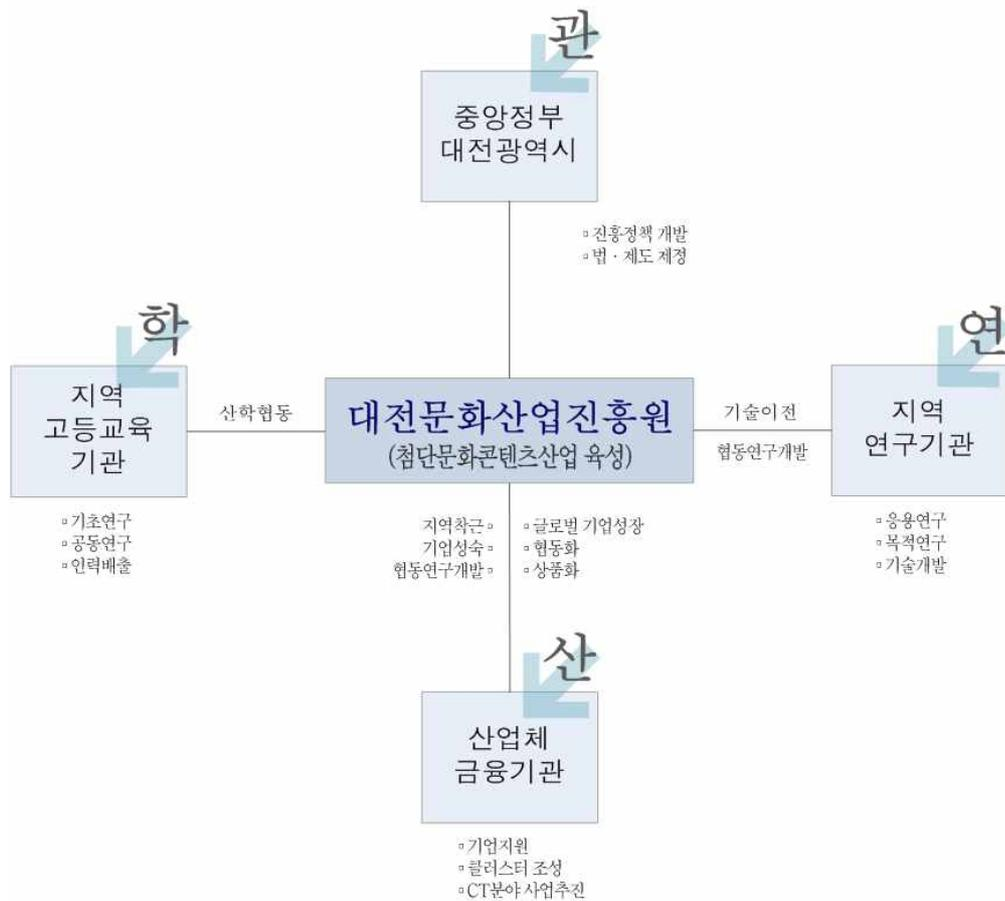 관
중앙정부
대전광역시
▫ 진흥정책 개발
▫ 법 · 제도 제정
학
지역
고등교육
기관
▫ 기초연구
▫ 공동연구
▫ 인력배출
산학협동
대전문화산업진흥원
(첨단문화콘텐츠산업 육성)
기술이전
협동연구개발
연
지역
연구기관
▫ 응용연구
▫ 목적연구
▫ 기술개발
지역착근 ▫
기업성숙 ▫
협동연구개발 ▫
▫ 글로벌 기업성장
▫ 협동화
▫ 상품화
산
산업체
금융기관
▫ 기업지원
▫ 클러스터 조성
▫ CT분야 사업추진